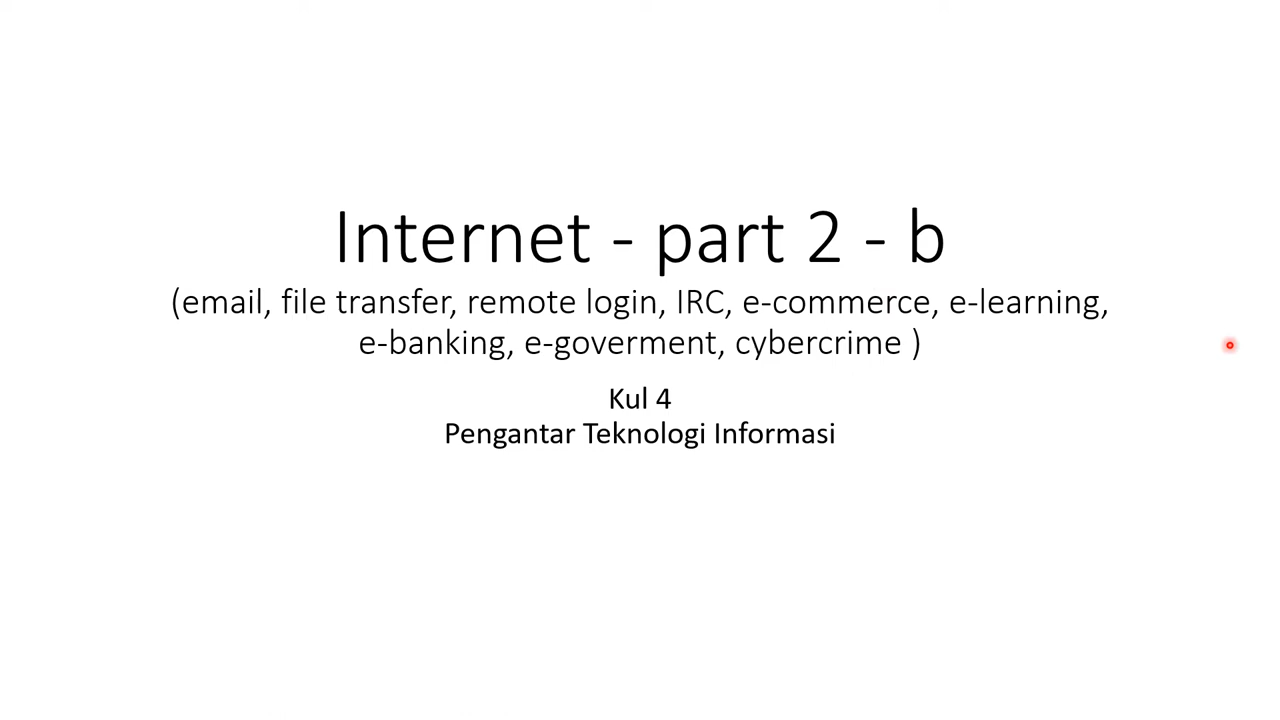 Internet - part 2 - b
(email, file transfer, remote login, IRC, e-commerce, e-learning,
e-banking, e-goverment, cybercrime )
Kul 4
Pengantar Teknologi Informasi